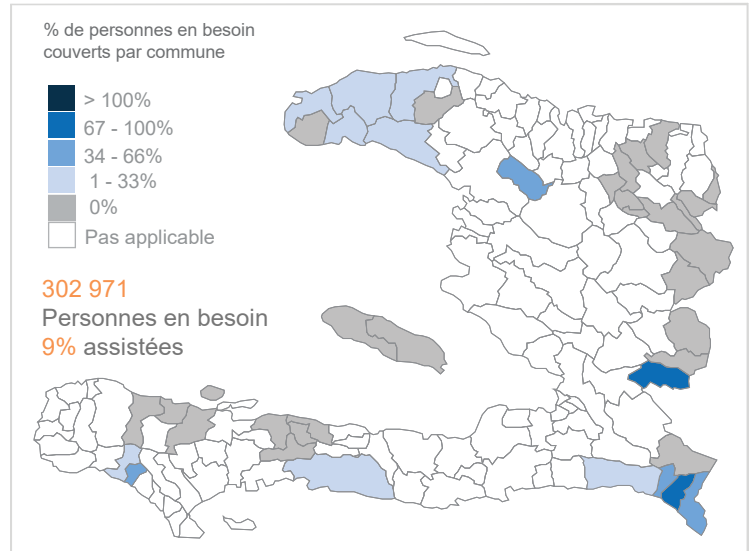 % de personnes en besoin
couverts par commune
> 100%
67 - 100%
34 - 66%
1 - 33%
0%
Pas applicable
302 971
Personnes en besoin
9% assistées